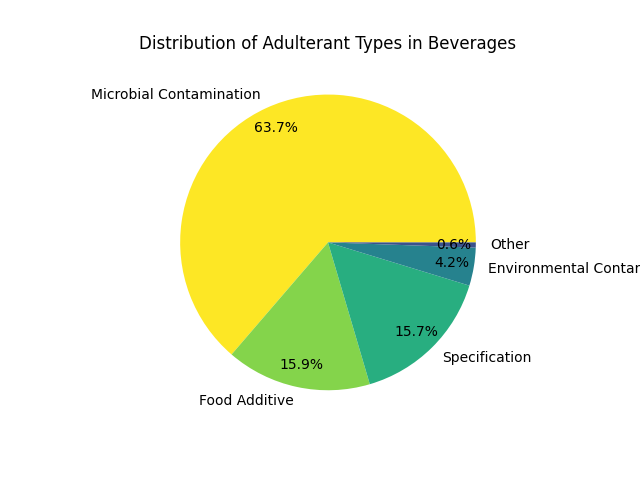 Distribution of Adulterant Types in Beverages
Microbial Contamination
63.7%
0.6%
Other
4.2%
Environmental
15.7%
Specification
15.9%
Food Additive